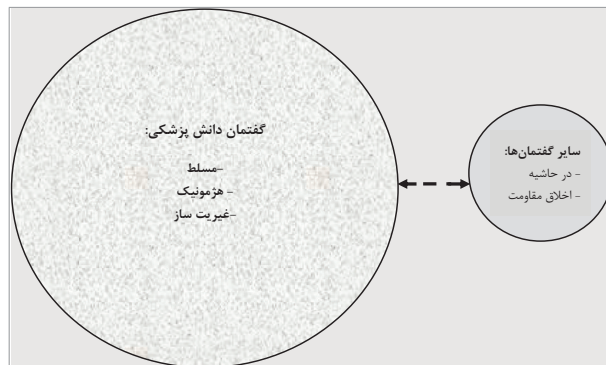 گفتمان دانش پزشکی:
-مسلط
- هژمونیک
-غیریت ساز
سایر گفتمان‌ها:
- در حاشیه
- اخلاق مقاومت